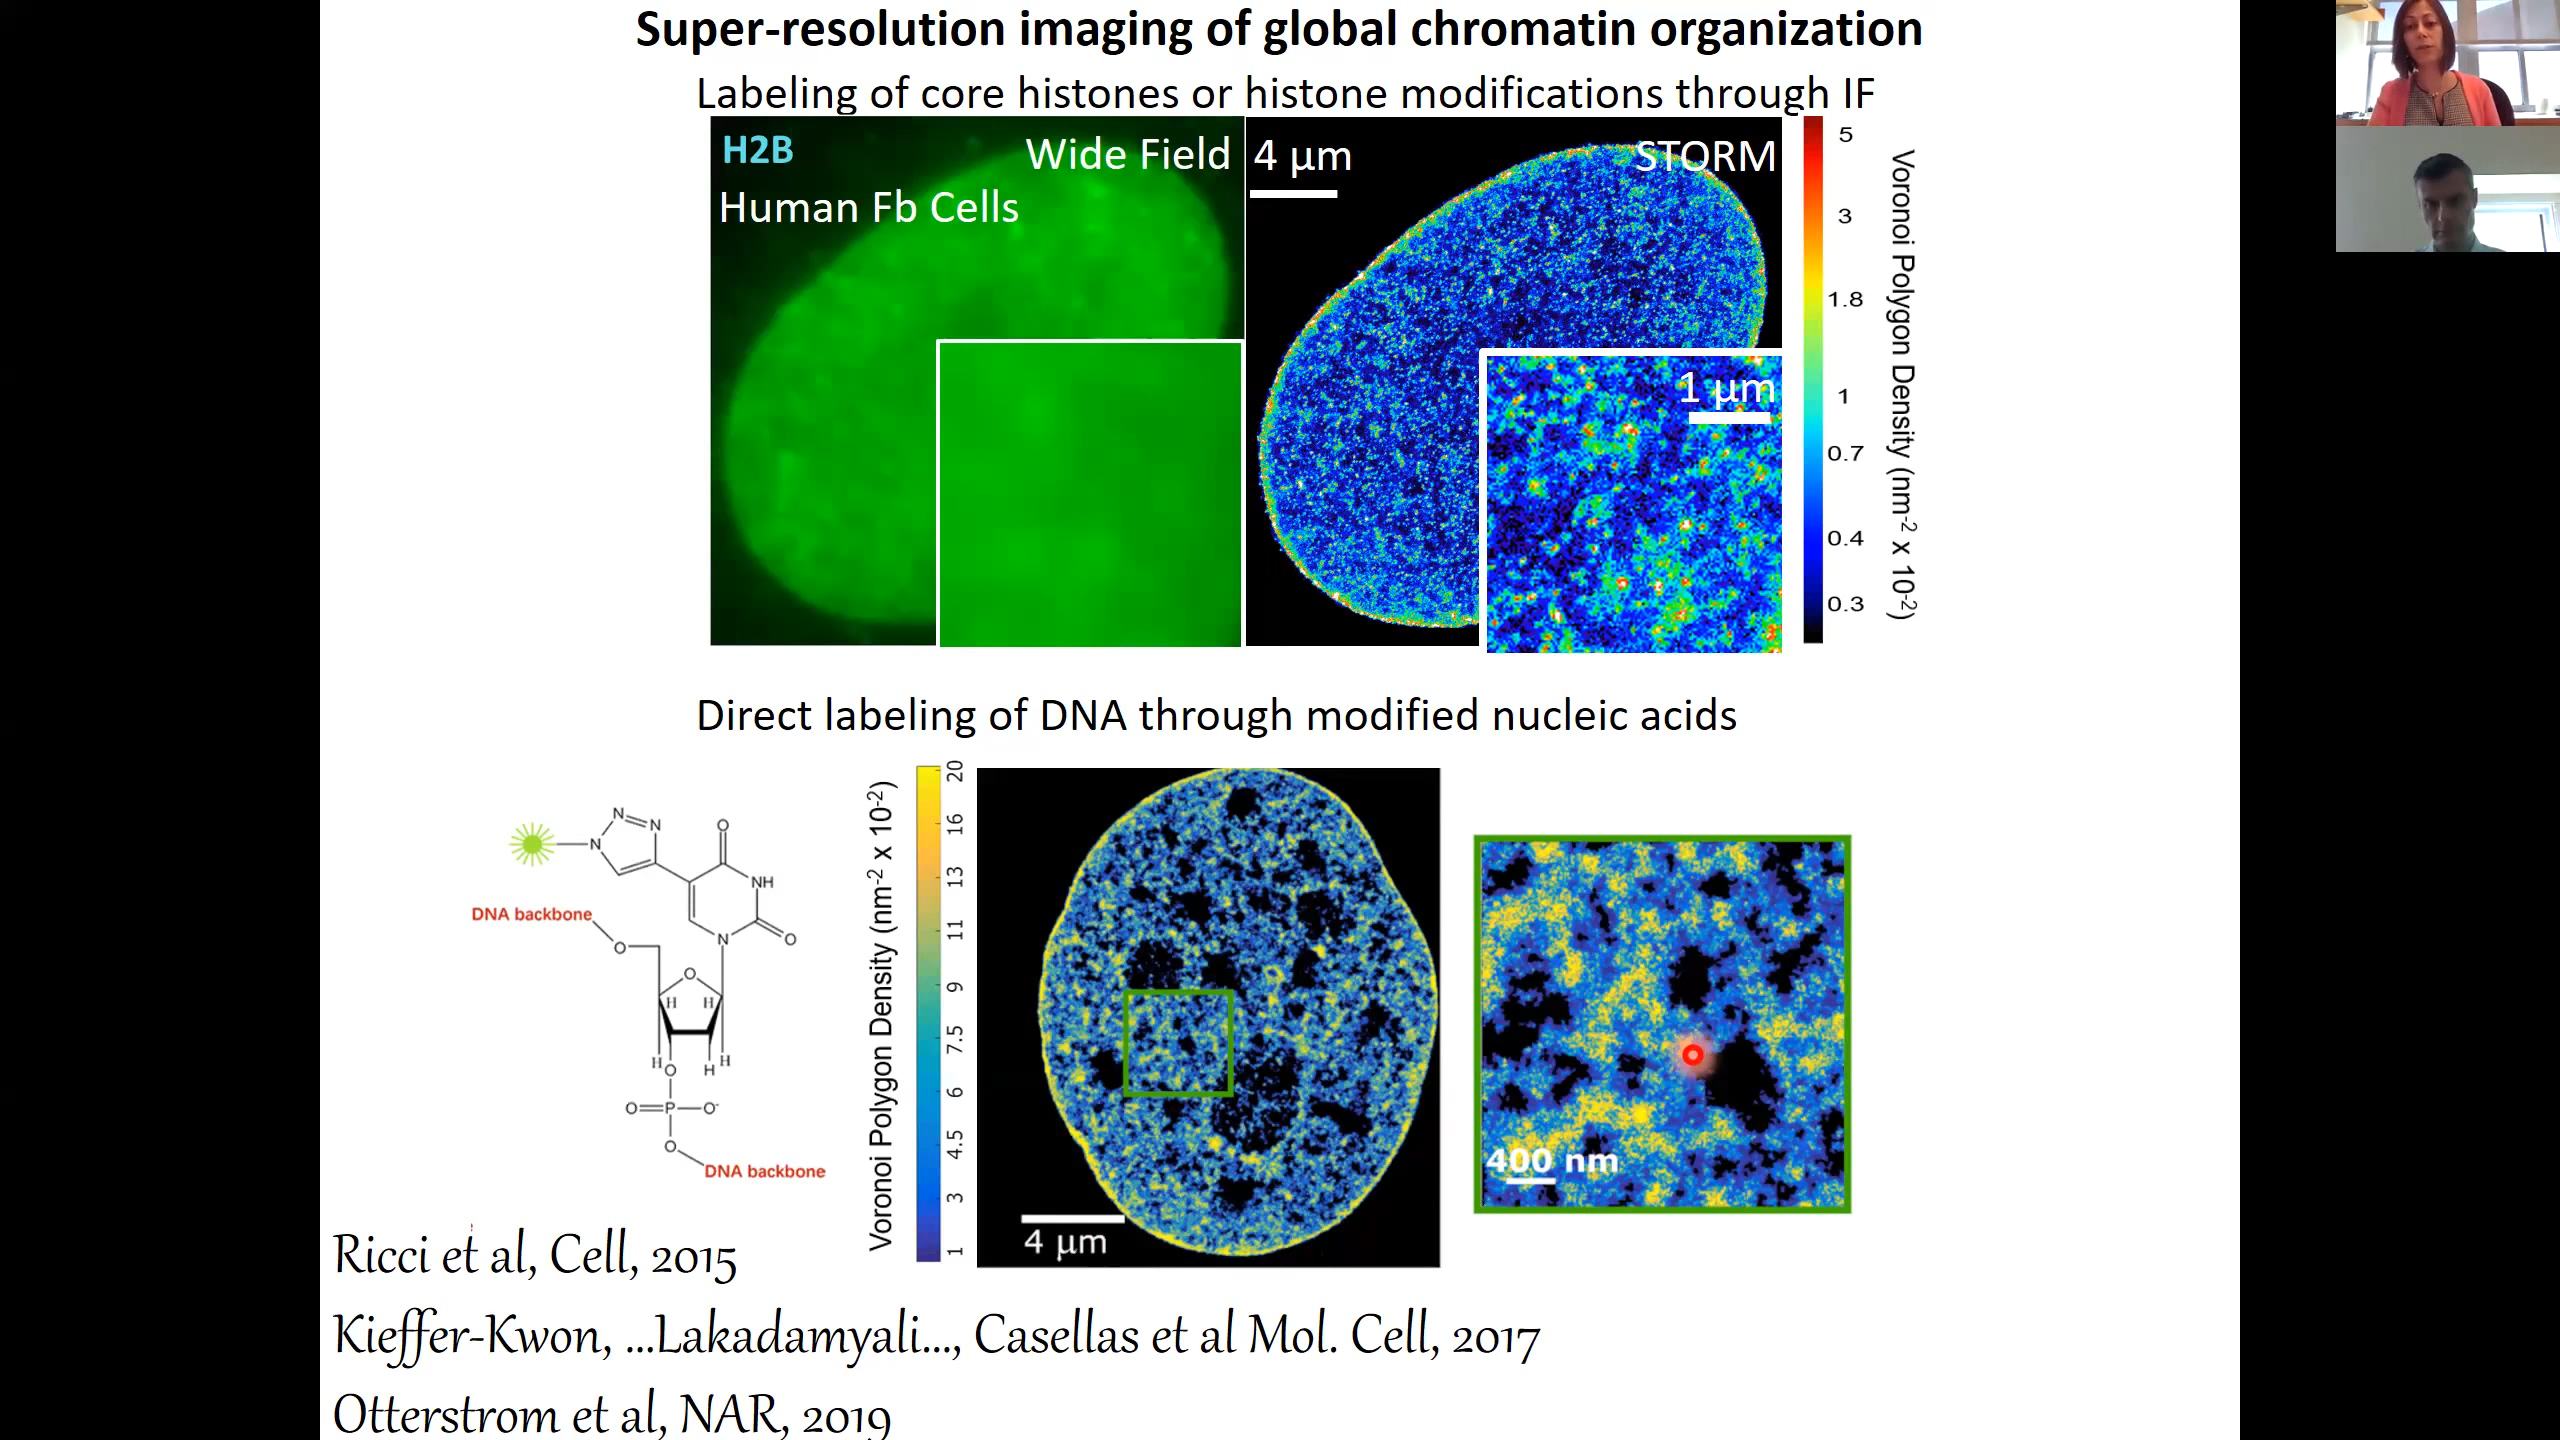 Super-resolution imaging of global chromatin organization
Labeling of core histones or histone modifications through IF
H2B
Wide Field
Human Fb Cells
4 µm
STORM
1 µm
5
3
1.8
1
0.7
0.4
0.3
Voronoi Polygon Density (nm-2 x 10-2)
Direct labeling of DNA through modified nucleic acids
N
N
N
O
NH
O
N
DNA backbone
O
O
H
H
H
H
H
O
O
P
O-
O
DNA backbone
Voronoi Polygon Density (nm-2 x 10-2)
20
16
13
11
9
7.5
6
4.5
3
1
4 µm
400 nm
Ricci et al, Cell, 2015
Kieffer-Kwon, ...Lakadamyali..., Casellas et al Mol. Cell, 2017
Otterstrom et al, NAR, 2019